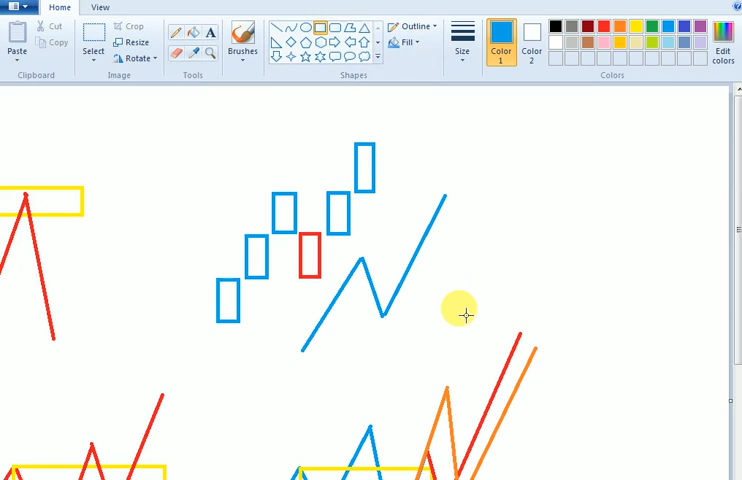 Home View
Paste
Cut
Copy
Clipboard
Select
Crop
Resize
Rotate
Image
Tools
Brushes
Shapes
Outline
Fill
Size
Color
1
Color
2
Colors
Edit
colors